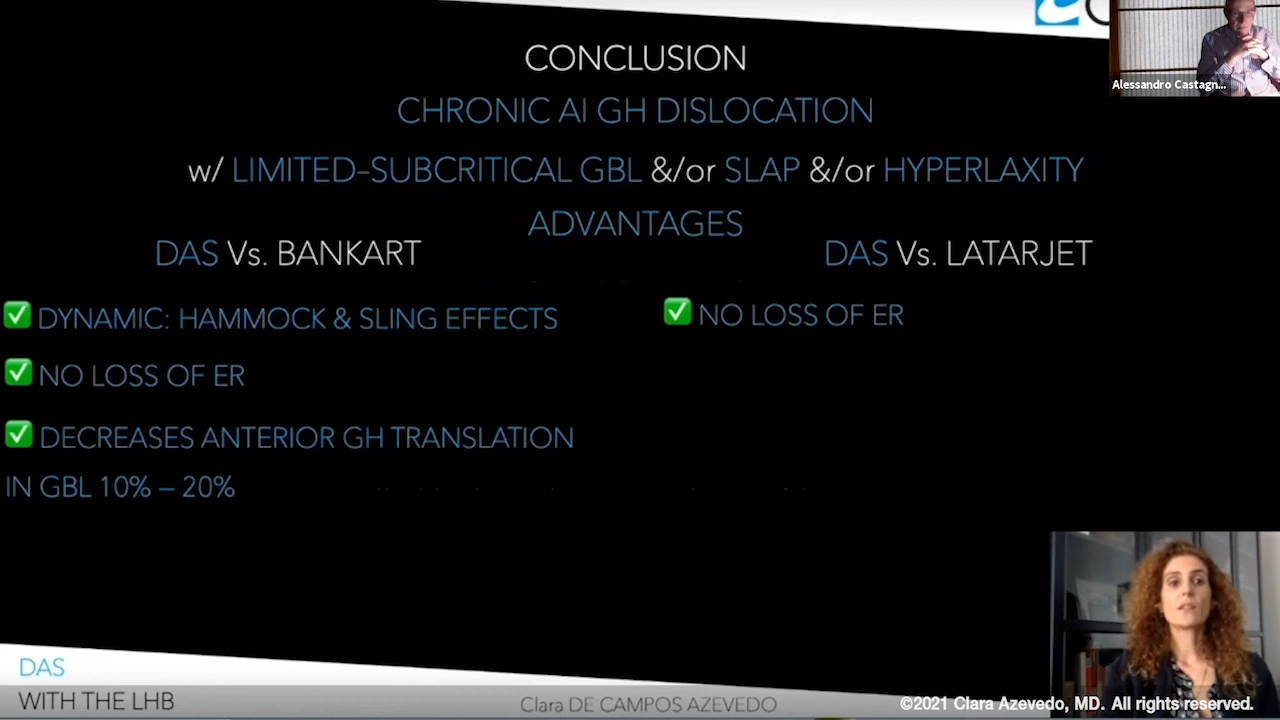 Alessandro Castagn...
CONCLUSION
CHRONIC AI GH DISLOCATION
w/ LIMITED-SUBCRITICAL GBL &/or SLAP &/or HYPERLAXITY
ADVANTAGES
DAS Vs. BANKART
DAS Vs. LATARJET
✅ DYNAMIC: HAMMOCK & SLING EFFECTS
✅ NO LOSS OF ER
✅ NO LOSS OF ER
✅ DECREASES ANTERIOR GH TRANSLATION
IN GBL 10% – 20%
DAS
WITH THE LHB
Clara DE CAMPOS AZEVEDO
©2021 Clara Azevedo, MD. All rights reserved.